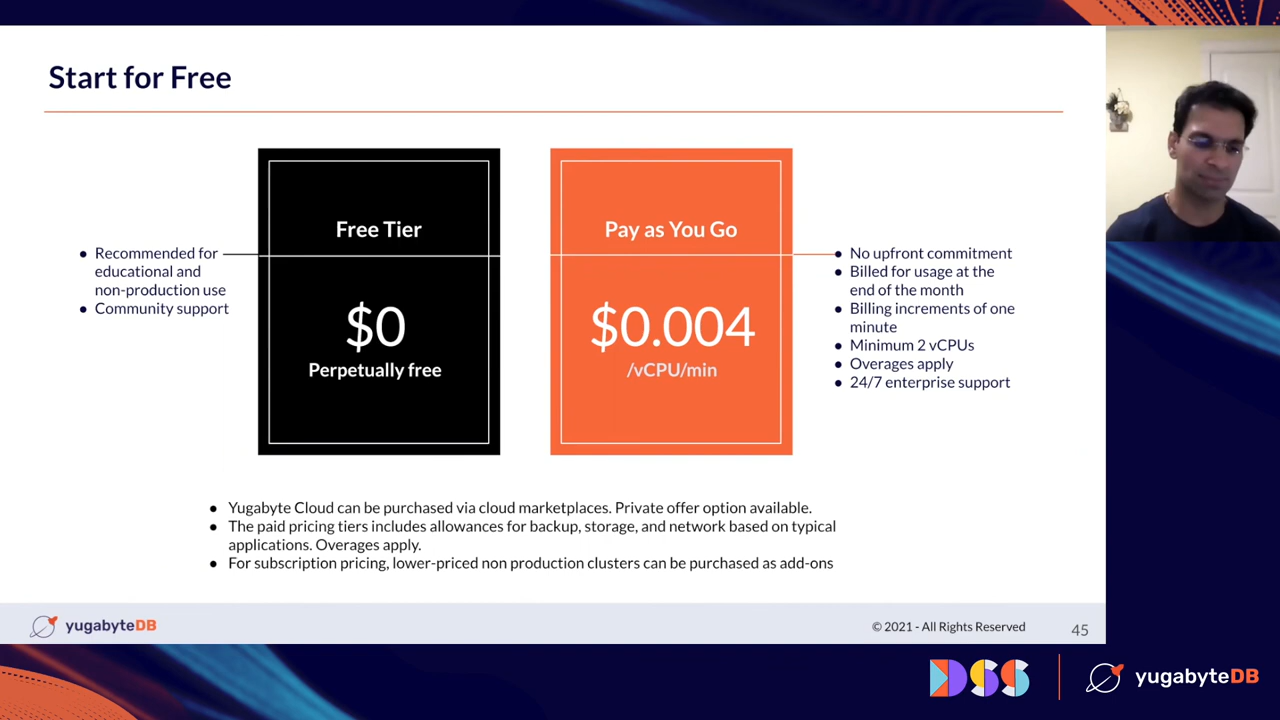 Start for Free
Free Tier
$0
Perpetually free
● Recommended for
educational and
non-production use
● Community support
Pay as You Go
$0.004
/vCPU/min
● No upfront commitment
● Billed for usage at the
end of the month
● Billing increments of one
minute
● Minimum 2 vCPUs
● Overages apply
● 24/7 enterprise support
● Yugabyte Cloud can be purchased via cloud marketplaces. Private offer option available.
● The paid pricing tiers includes allowances for backup, storage, and network based on typical
applications. Overages apply.
● For subscription pricing, lower-priced non production clusters can be purchased as add-ons
yugabyteDB
© 2021 - All Rights Reserved
45
DSS
yugabyteDB